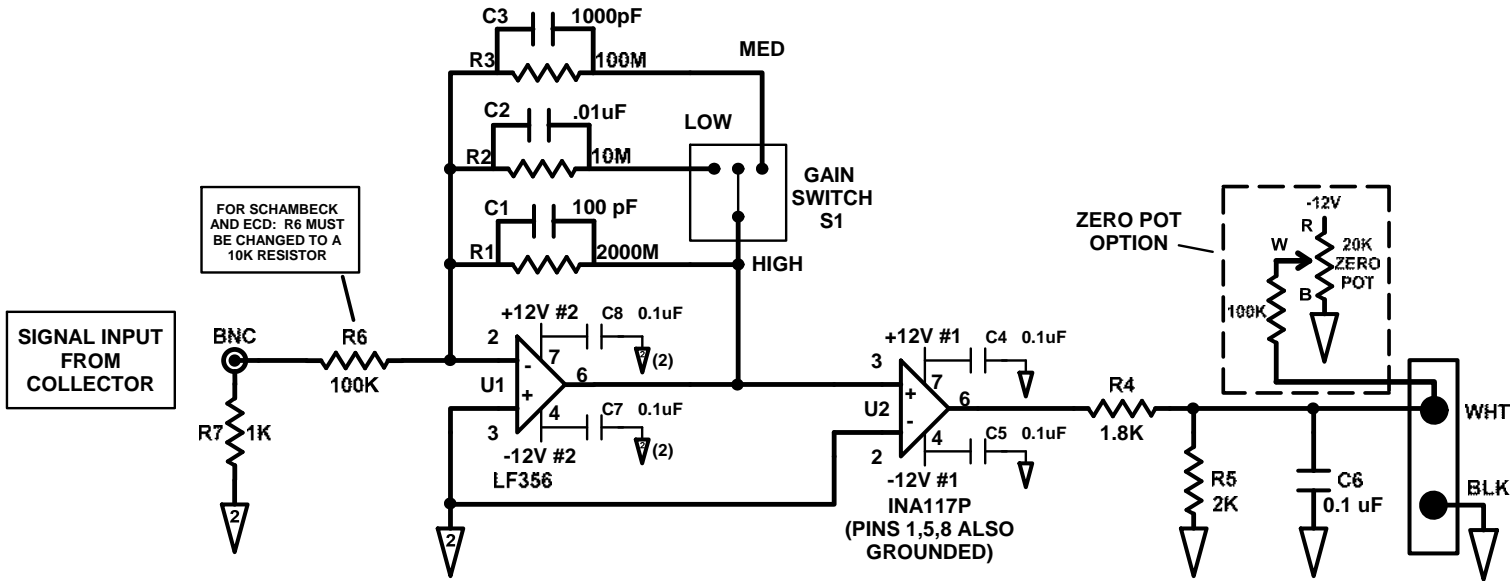 C3
1000pF
R3
100M
MED
C2
.01uF
LOW
R2
10M
GAIN
SWITCH
S1
C1
100 pF
R1
2000M
HIGH
FOR SCHAMBECK
AND ECD: R6 MUST
BE CHANGED TO A
10K RESISTOR
SIGNAL INPUT
FROM
COLLECTOR
BNC
R6
100K
R7
1K
2
+12V #2
C8 0.1uF
2
(2)
2
7
-
U1
6
+
4
3
C7 0.1uF
2
(2)
-12V #2
LF356
2
+12V #1
C4 0.1uF
3
7
+
U2
6
-
4
2
C5 0.1uF
-12V #1
INA117P
(PINS 1,5,8 ALSO
GROUNDED)
R4
1.8K
R5
2K
C6
0.1 uF
ZERO POT
OPTION
-12V
R
W
20K
ZERO
POT
B
100K
WHT
BLK